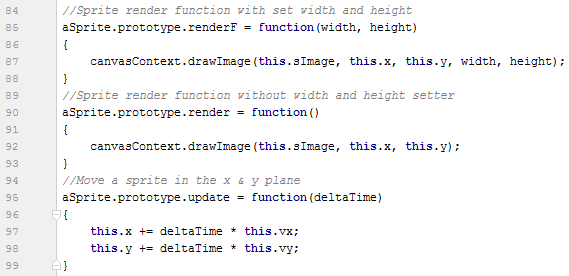 84 //Sprite render function with set width and height
85 aSprite.prototype.renderF = function(width, height)
86 {
87     canvasContext.drawImage(this.sImage, this.x, this.y, width, height);
88 }
89 //Sprite render function without width and height setter
90 aSprite.prototype.render = function()
91 {
92     canvasContext.drawImage(this.sImage, this.x, this.y);
93 }
94 //Move a sprite in the x & y plane
95 aSprite.prototype.update = function(deltaTime)
96 {
97     this.x += deltaTime * this.vx;
98     this.y += deltaTime * this.vy;
99 }